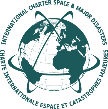 INTERNATIONAL CHARTER SPACE & MAJOR DISASTERS
CHARTE INTERNATIONALE ESPACE ET CATASTROPHES MAJEURES